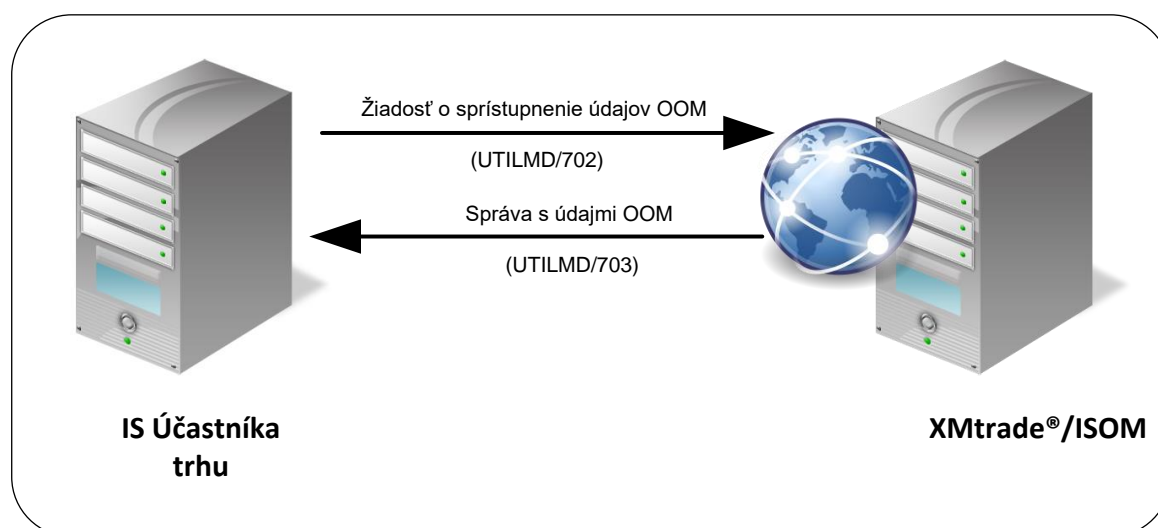 Žiadosť o sprístupnenie údajov OOM
(UTILMD/702)
Správa s údajmi OOM
(UTILMD/703)
IS Účastníka
trhu
XMtrade®/ISOM